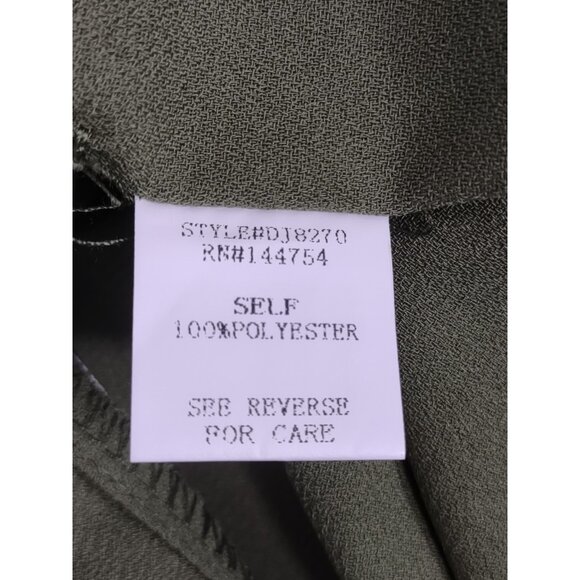 STYLE#DJ8270
RN#144754
SELF
100%POLYESTER
SEE REVERSE
FOR CARE